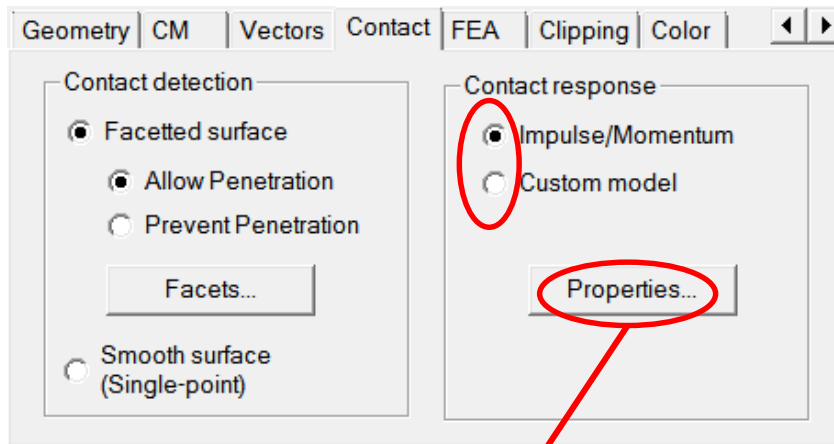 Geometry CM Vectors Contact FEA Clipping Color
Contact detection
Facetted surface
Allow Penetration
Prevent Penetration
Facets...
Smooth surface
(Single-point)
Contact response
Impulse/Momentum
Custom model
Properties...